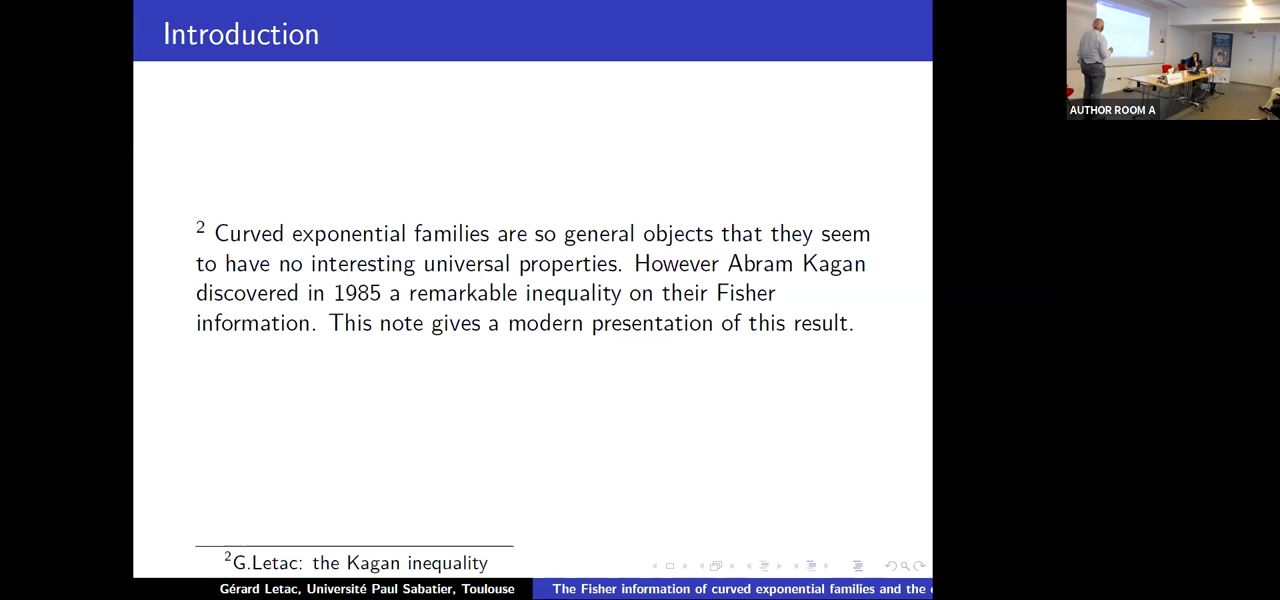 Introduction
² Curved exponential families are so general objects that they seem
to have no interesting universal properties. However Abram Kagan
discovered in 1985 a remarkable inequality on their Fisher
information. This note gives a modern presentation of this result.
²G.Letac: the Kagan inequality
Gérard Letac, Université Paul Sabatier, Toulouse
The Fisher information of curved exponential families and the
AUTHOR ROOM A